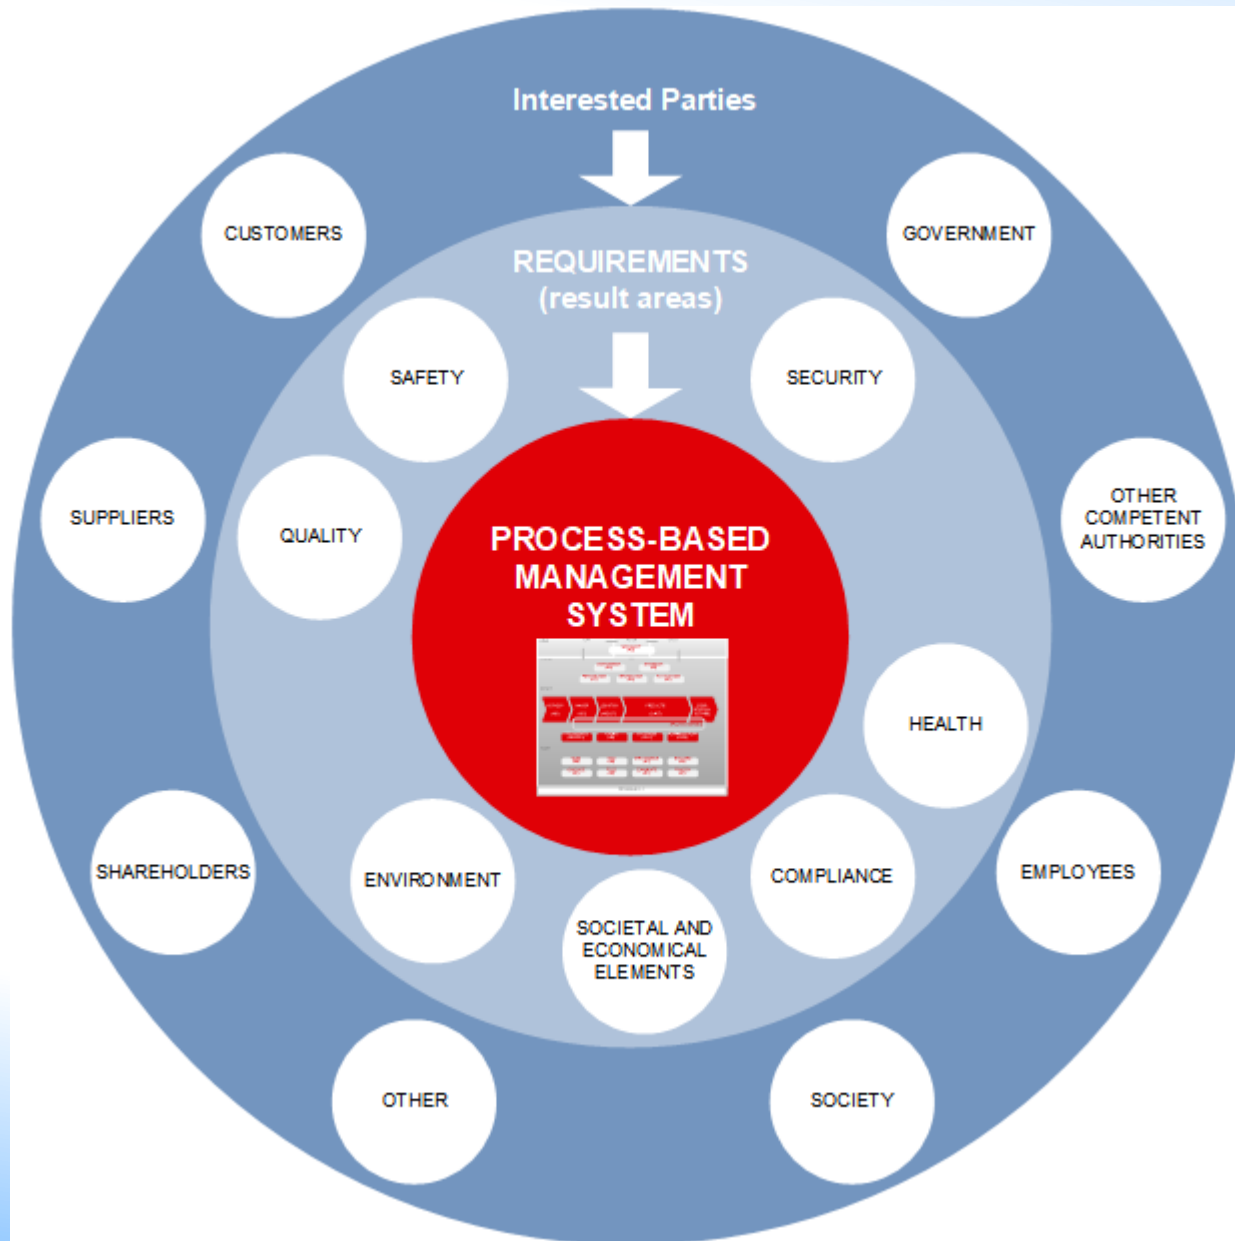 Interested Parties
CUSTOMERS
GOVERNMENT
REQUIREMENTS
(result areas)
SAFETY
SECURITY
SUPPLIERS
QUALITY
OTHER
COMPETENT
AUTHORITIES
PROCESS-BASED
MANAGEMENT
SYSTEM
HEALTH
SHAREHOLDERS
ENVIRONMENT
COMPLIANCE
EMPLOYEES
SOCIETAL AND
ECONOMICAL
ELEMENTS
OTHER
SOCIETY